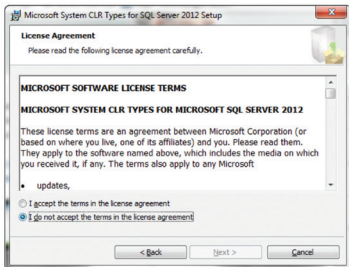 Microsoft System CLR Types for SQL Server 2012 Setup
License Agreement
Please read the following license agreement carefully.
MICROSOFT SOFTWARE LICENSE TERMS
MICROSOFT SYSTEM CLR TYPES FOR MICROSOFT SQL SERVER 2012
These license terms are an agreement between Microsoft Corporation (or
based on where you live, one of its affiliates) and you. Please read them.
They apply to the software named above, which includes the media on which
you received it, if any. The terms also apply to any Microsoft
• updates,
I accept the terms in the license agreement
I do not accept the terms in the license agreement
< Back Next > Cancel